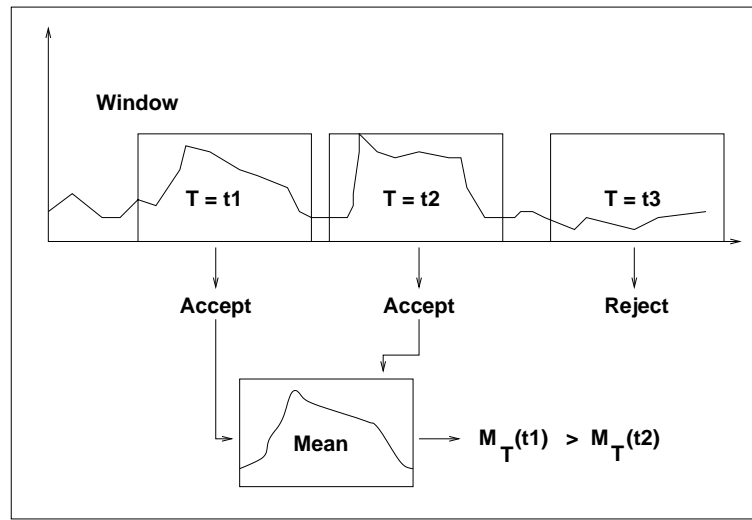 Window
T = t1
T = t2
T = t3
Accept
Accept
Reject
Mean
M_T(t1) > M_T(t2)